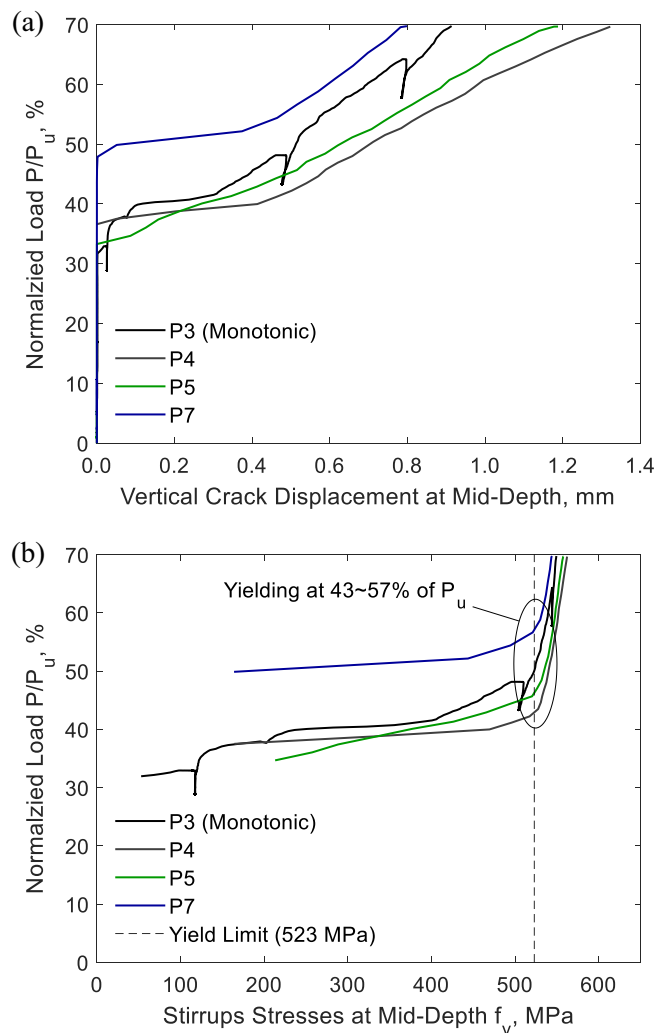 (a)
70
60
50
40
30
20
10
0
Normalzied Load P/Pu, %
P3 (Monotonic)
P4
P5
P7
0.0 0.2 0.4 0.6 0.8 1.0 1.2 1.4
Vertical Crack Displacement at Mid-Depth, mm
(b)
70
60
50
40
30
20
10
0
Normalzied Load P/Pu, %
Yielding at 43~57% of Pu
P3 (Monotonic)
P4
P5
P7
Yield Limit (523 MPa)
0 100 200 300 400 500 600
Stirrups Stresses at Mid-Depth fv, MPa